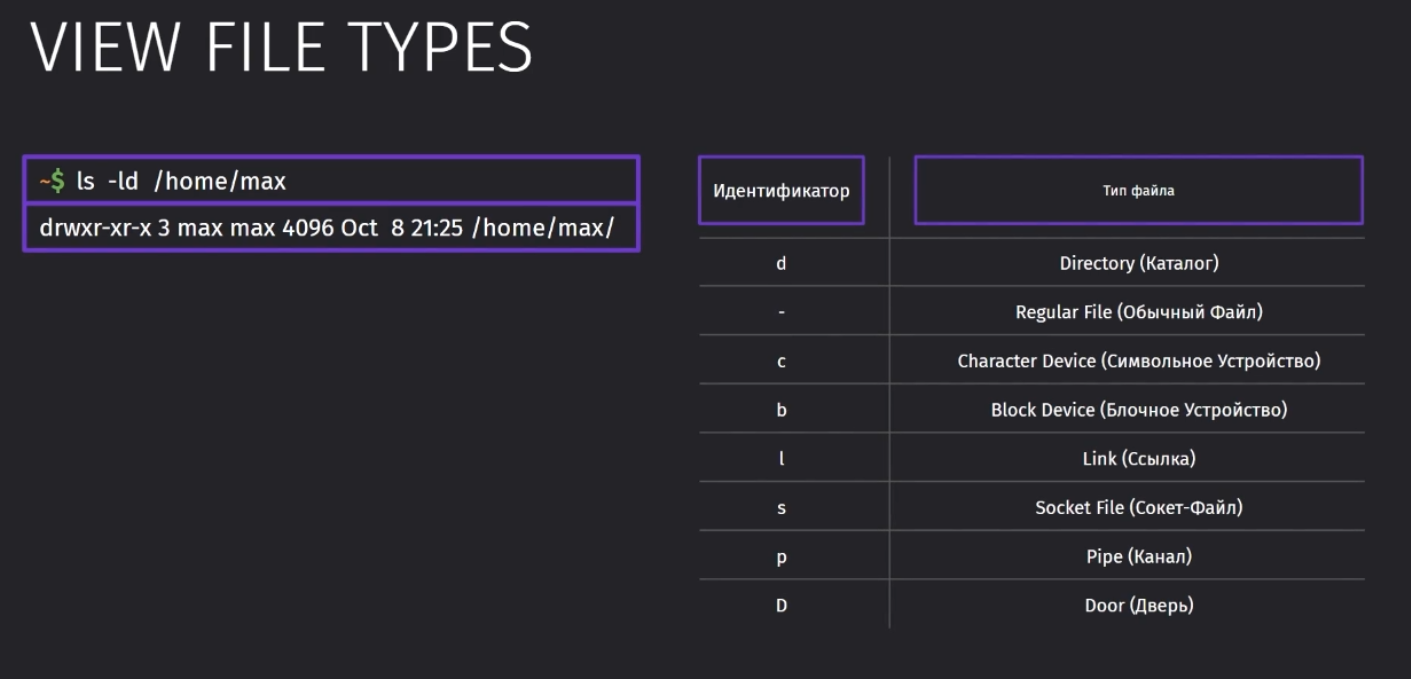 VIEW FILE TYPES
~$ ls -ld /home/max
drwxr-xr-x 3 max max 4096 Oct 8 21:25 /home/max/
Идентификатор Тип файла
d Directory (Каталог)
- Regular File (Обычный Файл)
c Character Device (Символьное Устройство)
b Block Device (Блочное Устройство)
l Link (Ссылка)
s Socket File (Сокет-Файл)
p Pipe (Канал)
D Door (Дверь)